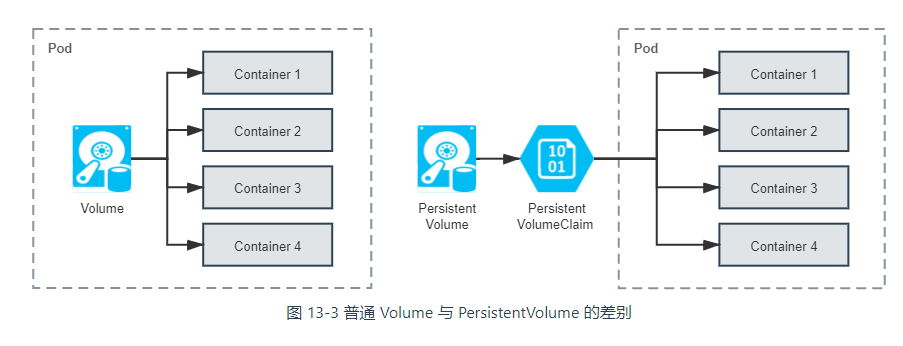 Pod
Container 1
Container 2
Container 3
Container 4
Volume
Persistent
Volume
10
01
Persistent
VolumeClaim
Pod
Container 1
Container 2
Container 3
Container 4
图 13-3 普通 Volume 与 PersistentVolume 的差别